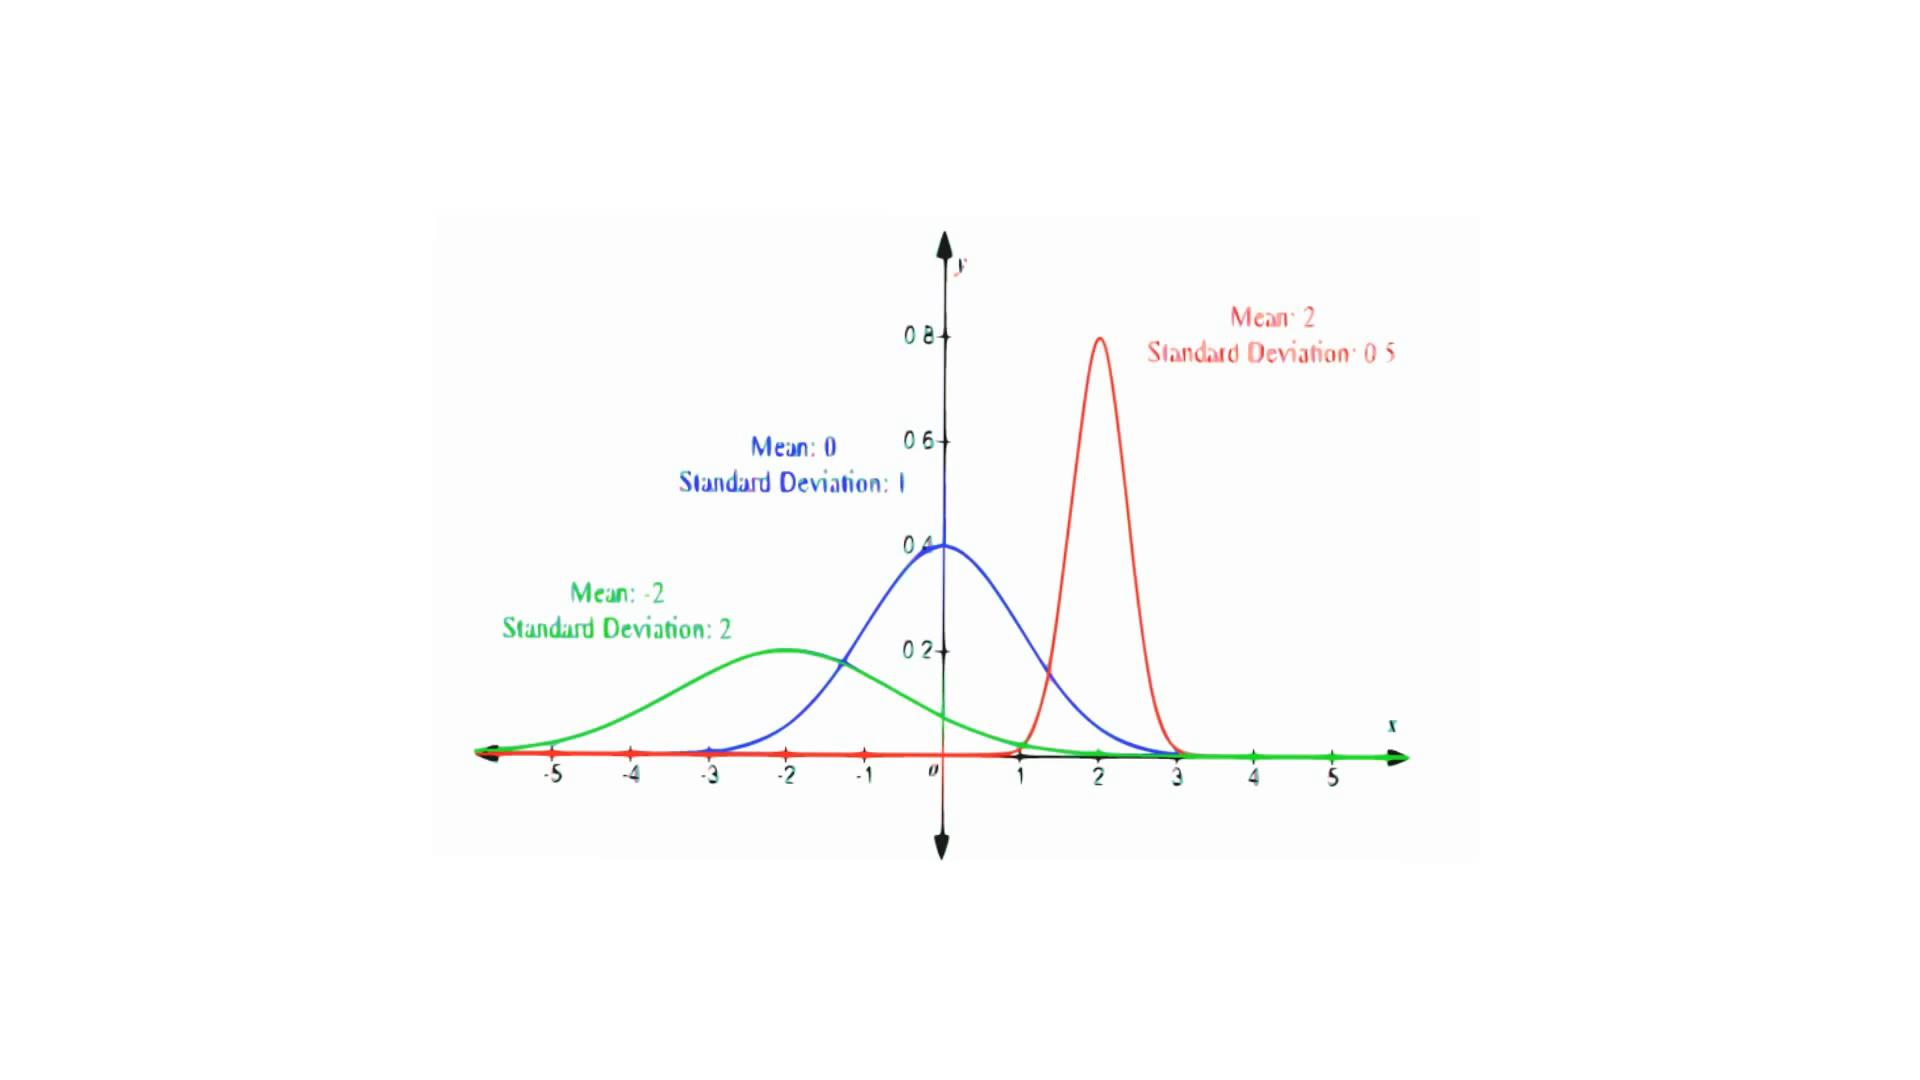 y
Mean: 2
0.8
Standard Deviation: 0.5
Mean: 0
0.6
Standard Deviation: 1
0.4
Mean: -2
Standard Deviation: 2
0.2
x
-5 -4 -3 -2 -1 0 1 2 3 4 5